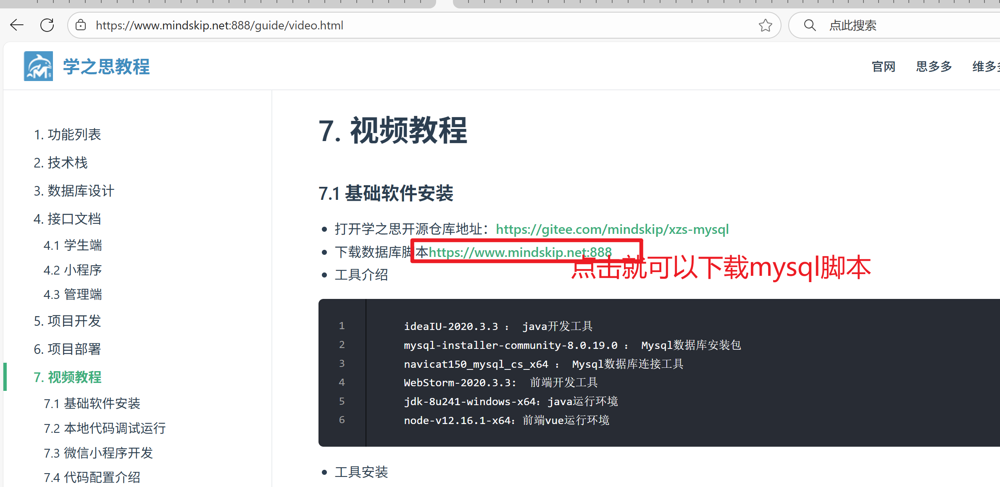 https://www.mindskip.net:888/guide/video.html
点此搜索
学之思教程
官网 思多多 维多多
1. 功能列表
2. 技术栈
3. 数据库设计
4. 接口文档
4.1 学生端
4.2 小程序
4.3 管理端
5. 项目开发
6. 项目部署
7. 视频教程
7.1 基础软件安装
7.2 本地代码调试运行
7.3 微信小程序开发
7.4 代码配置介绍
7. 视频教程
7.1 基础软件安装
打开学之思开源仓库地址：https://gitee.com/mindskip/xzs-mysql
下载数据库脚本https://www.mindskip.net:888
点击就可以下载mysql脚本
工具介绍
1 ideaIU-2020.3.3 ： java开发工具
2 mysql-installer-community-8.0.19.0 ： Mysql数据库安装包
3 navicat150_mysql_cs_x64 ： Mysql数据库连接工具
4 WebStorm-2020.3.3： 前端开发工具
5 jdk-8u241-windows-x64：java运行环境
6 node-v12.16.1-x64：前端vue运行环境
工具安装